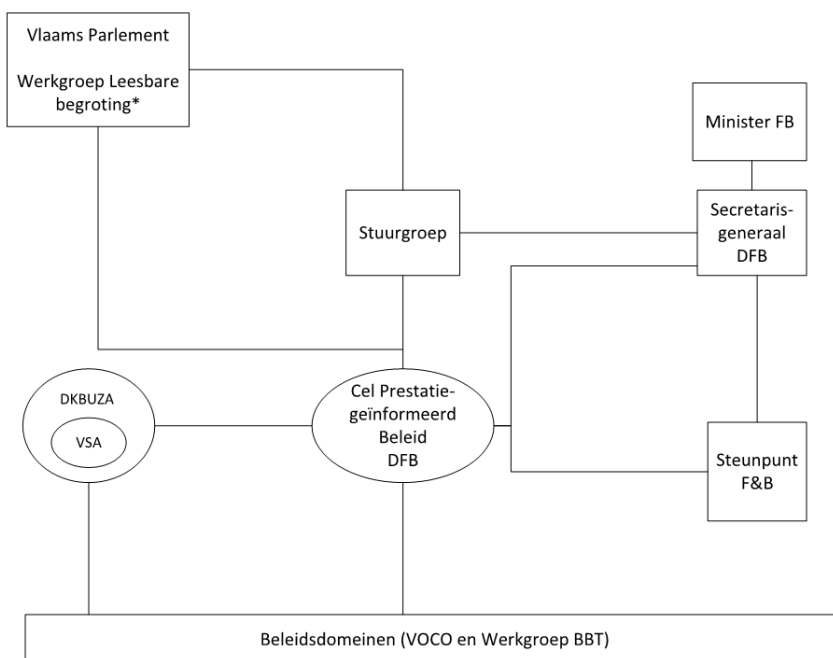 Vlaams Parlement
Werkgroep Leesbare
begroting*
Minister FB
Stuurgroep
Secretaris-
generaal
DFB
DKBUZA
VSA
Cel Prestatie-
geïnformeerd
Beleid
DFB
Steunpunt
F&B
Beleidsdomeinen (VOCO en Werkgroep BBT)